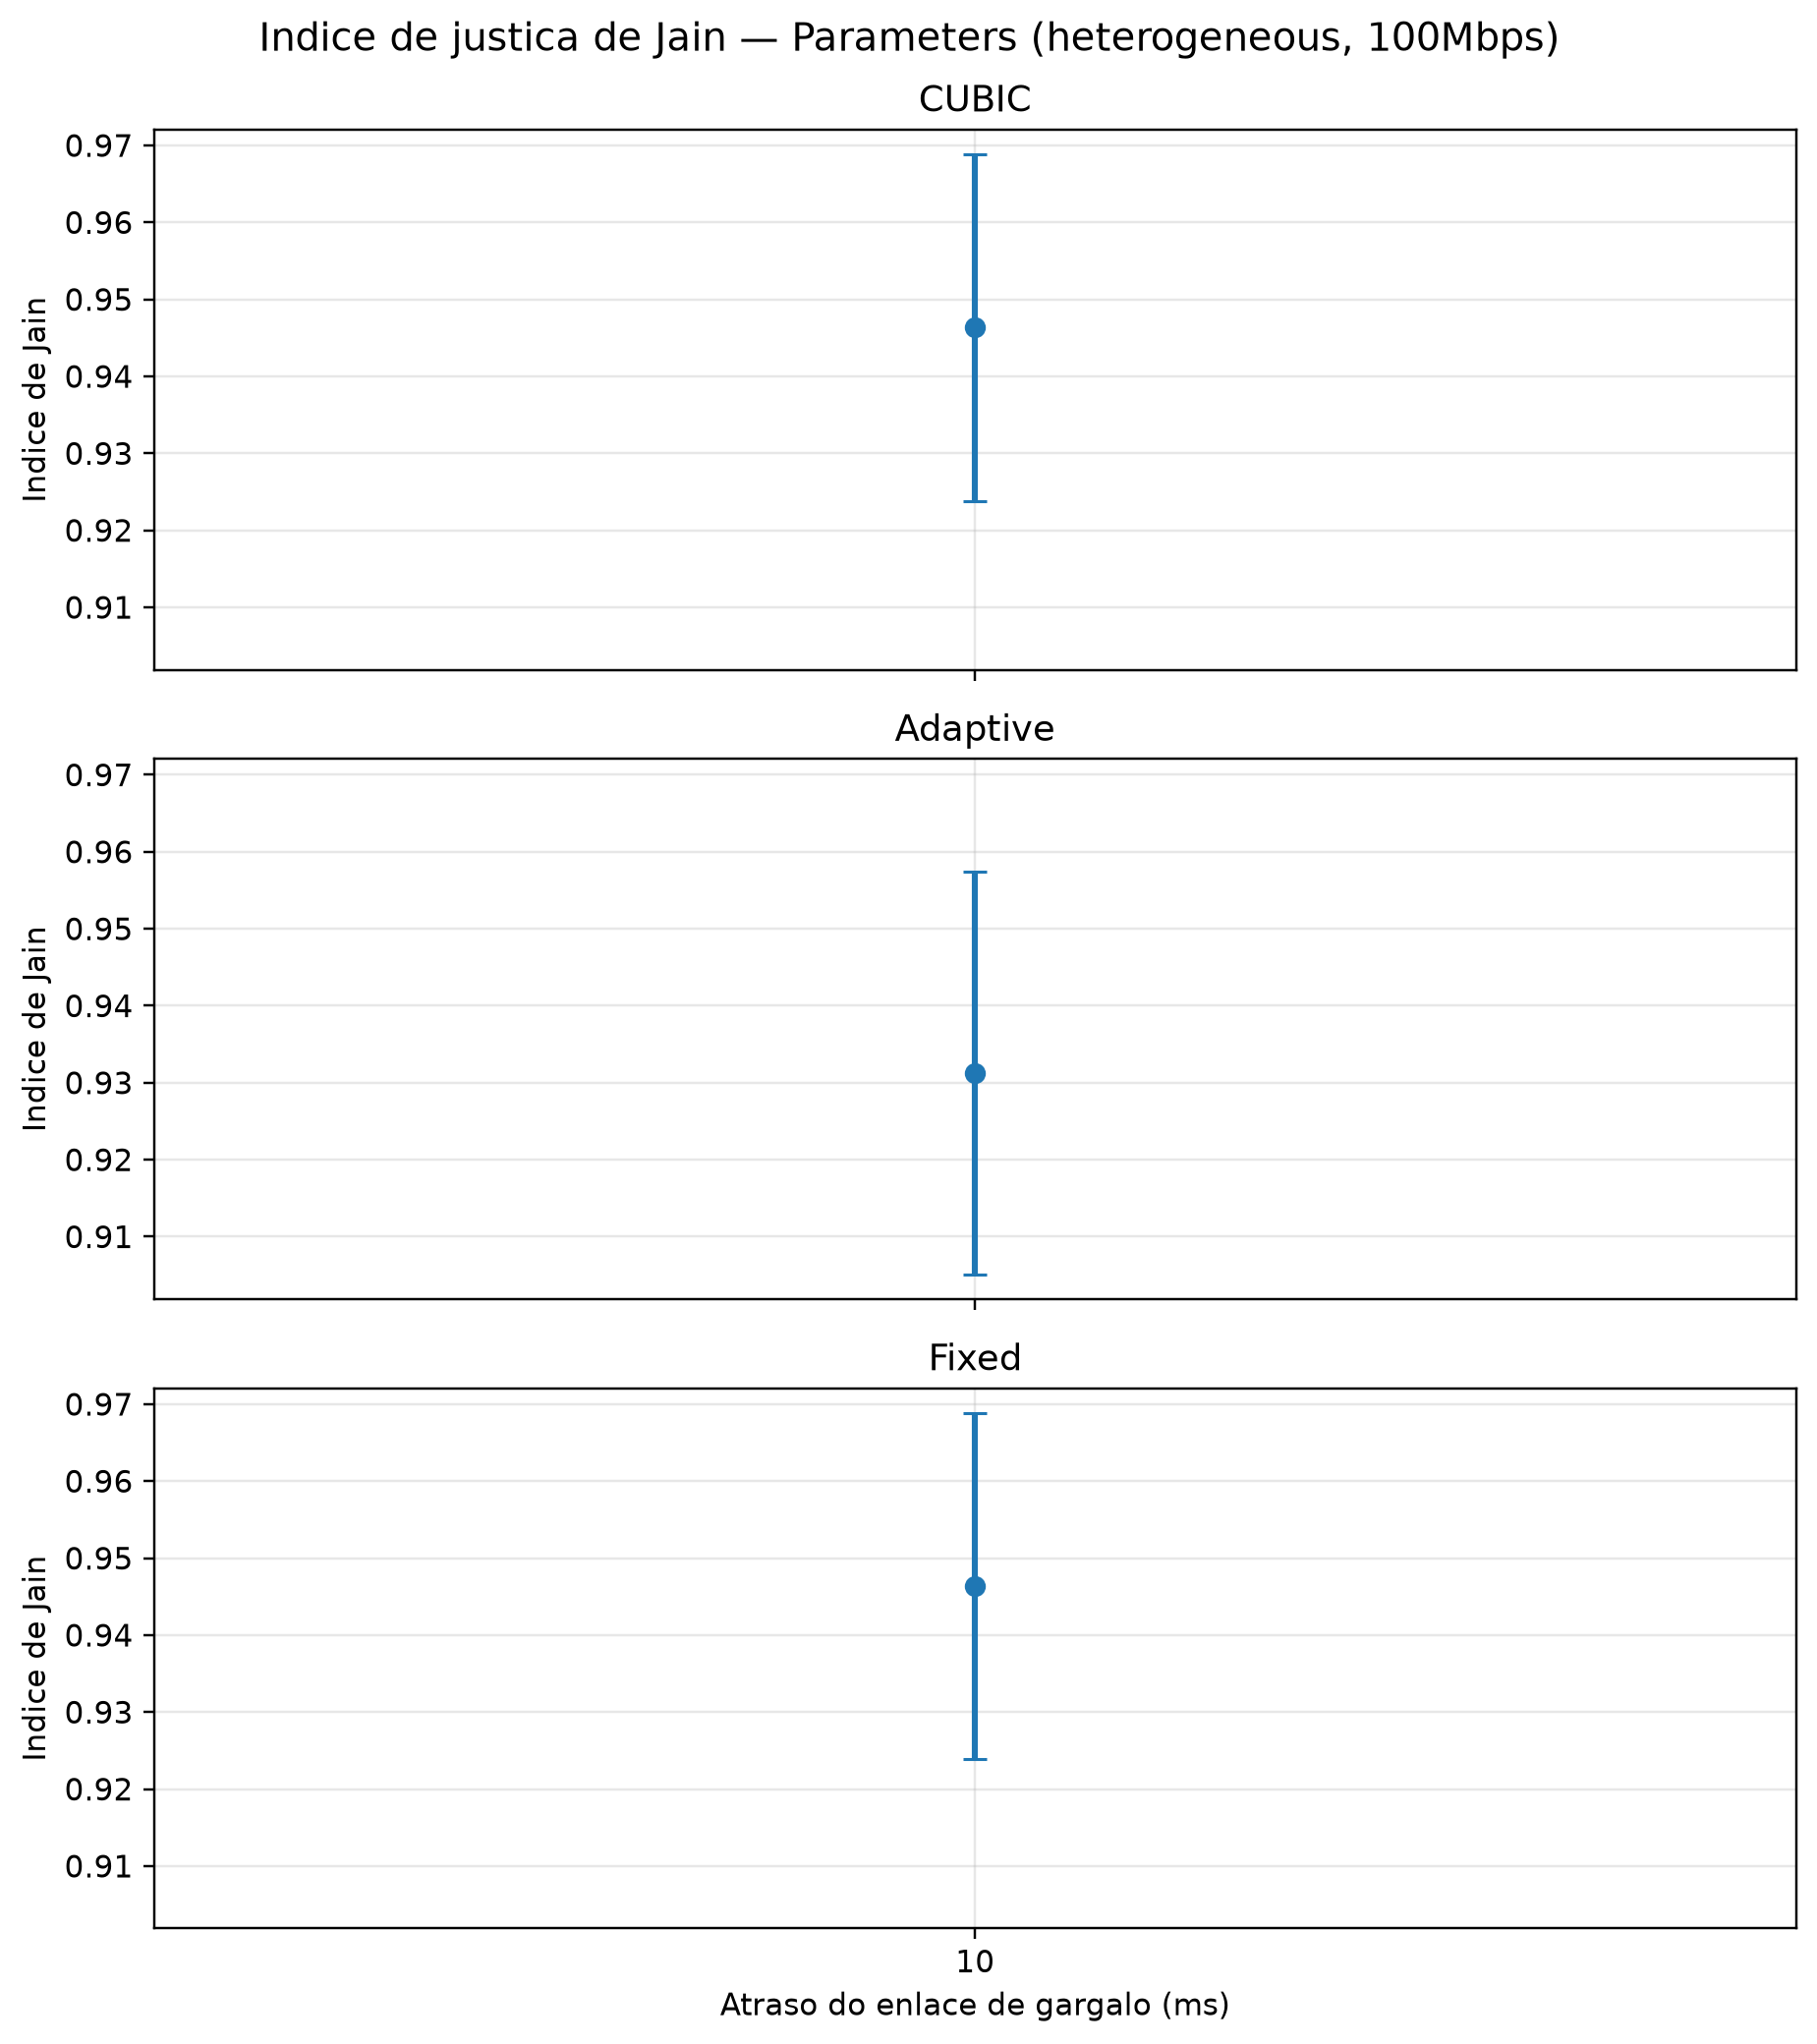 Indice de justica de Jain — Parameters (heterogeneous, 100Mbps)
CUBIC
Indice de Jain
0.97
0.96
0.95
0.94
0.93
0.92
0.91
Adaptive
Indice de Jain
0.97
0.96
0.95
0.94
0.93
0.92
0.91
Fixed
Indice de Jain
0.97
0.96
0.95
0.94
0.93
0.92
0.91
10
Atraso do enlace de gargalo (ms)